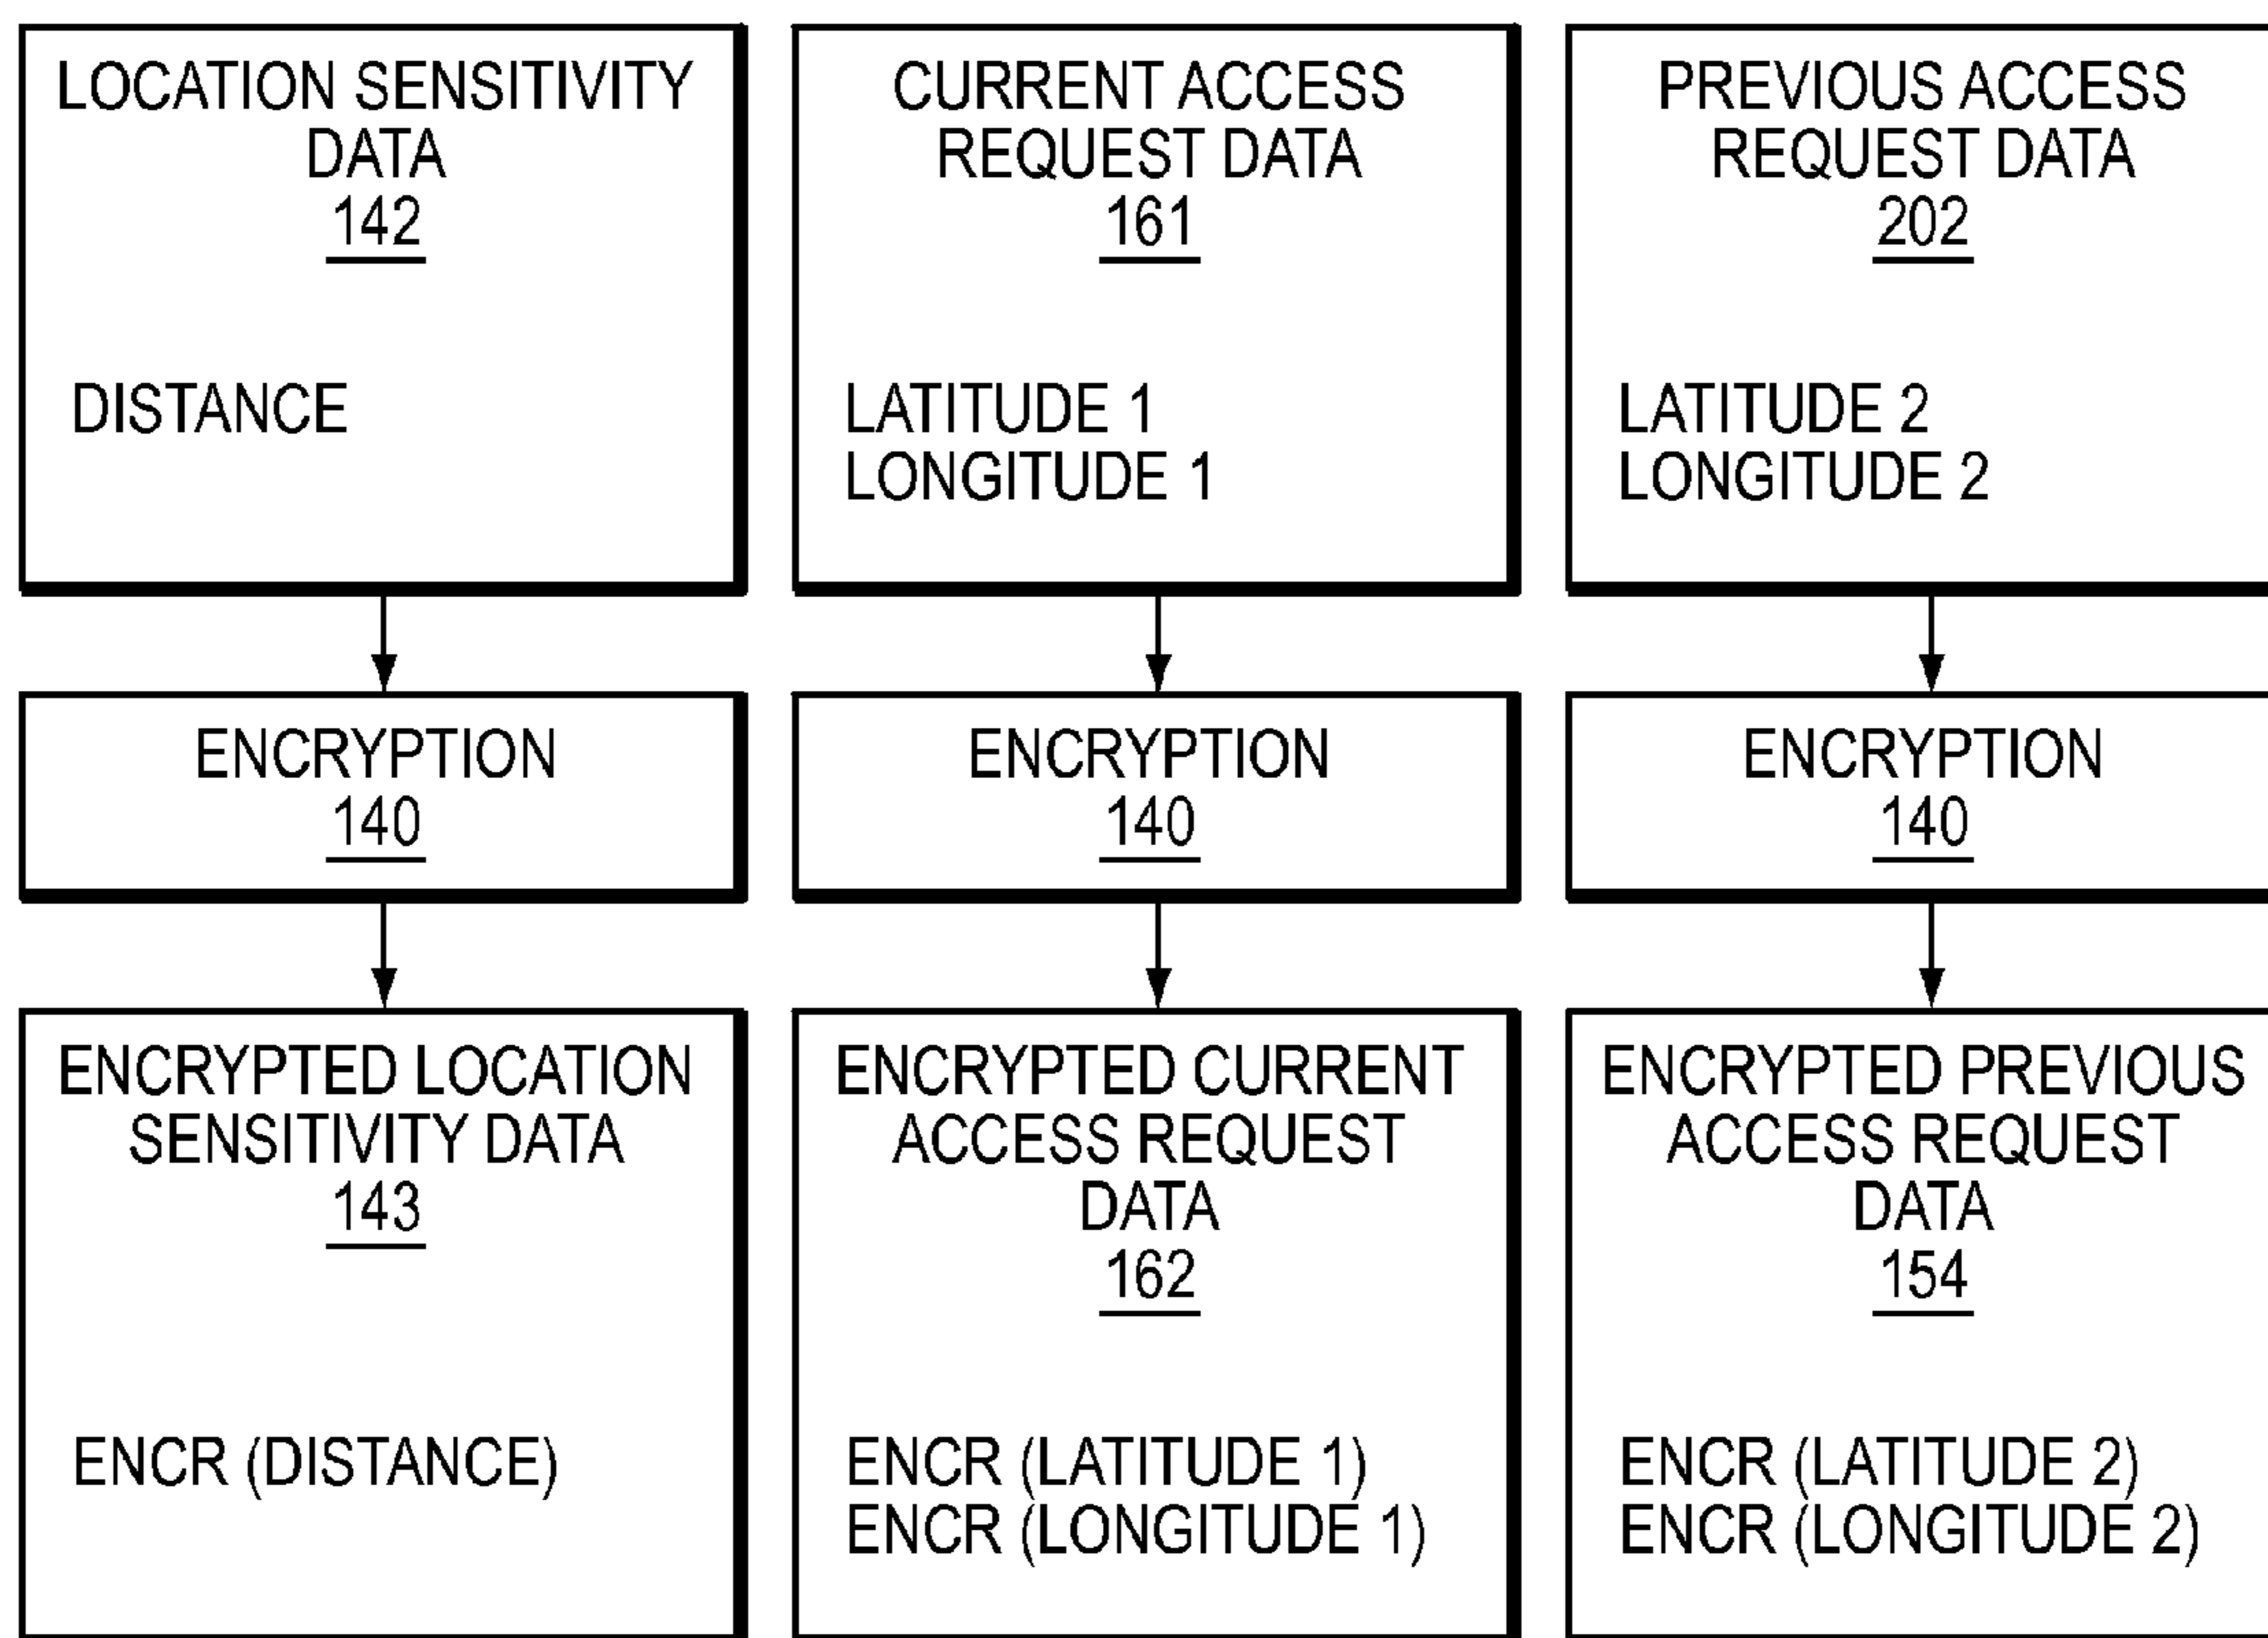 LOCATION SENSITIVITY
DATA
142
DISTANCE
CURRENT ACCESS
REQUEST DATA
161
LATITUDE 1
LONGITUDE 1
PREVIOUS ACCESS
REQUEST DATA
202
LATITUDE 2
LONGITUDE 2
ENCRYPTION
140
ENCRYPTION
140
ENCRYPTION
140
ENCRYPTED LOCATION
SENSITIVITY DATA
143
ENCR (DISTANCE)
ENCRYPTED CURRENT
ACCESS REQUEST
DATA
162
ENCR (LATITUDE 1)
ENCR (LONGITUDE 1)
ENCRYPTED PREVIOUS
ACCESS REQUEST
DATA
154
ENCR (LATITUDE 2)
ENCR (LONGITUDE 2)